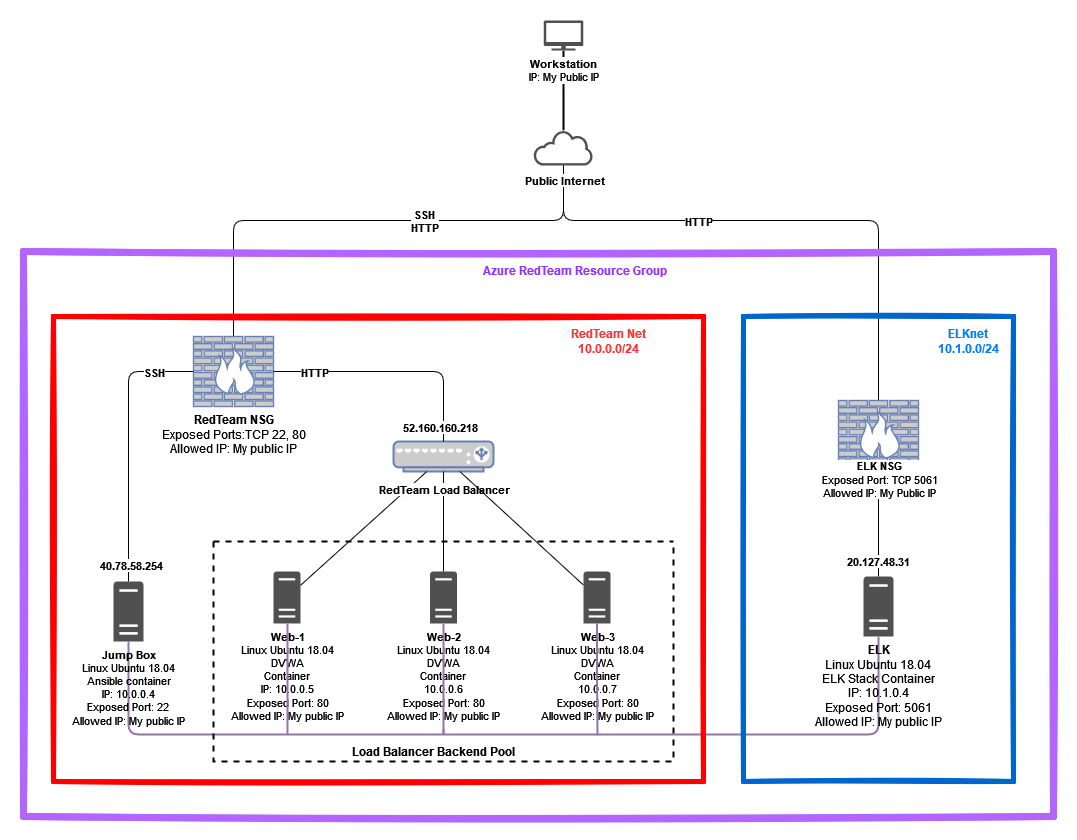 Workstation
IP: My Public IP
Public Internet
SSH
HTTP
HTTP
Azure RedTeam Resource Group
RedTeam Net
10.0.0.0/24
ELKnet
10.1.0.0/24
SSH
HTTP
RedTeam NSG
Exposed Ports:TCP 22, 80
Allowed IP: My public IP
52.160.160.218
RedTeam Load Balancer
ELK NSG
Exposed Port: TCP 5061
Allowed IP: My Public IP
40.78.58.254
20.127.48.31
Jump Box
Linux Ubuntu 18.04
Ansible container
IP: 10.0.0.4
Exposed Port: 22
Allowed IP: My public IP
Web-1
Linux Ubuntu 18.04
DVWA
Container
IP: 10.0.0.5
Exposed Port: 80
Allowed IP: My public IP
Web-2
Linux Ubuntu 18.04
DVWA
Container
10.0.0.6
Exposed Port: 80
Allowed IP: My public IP
Web-3
Linux Ubuntu 18.04
DVWA
Container
10.0.0.7
Exposed Port: 80
Allowed IP: My public IP
ELK
Linux Ubuntu 18.04
ELK Stack Container
IP: 10.1.0.4
Exposed Port: 5061
Allowed IP: My public IP
Load Balancer Backend Pool